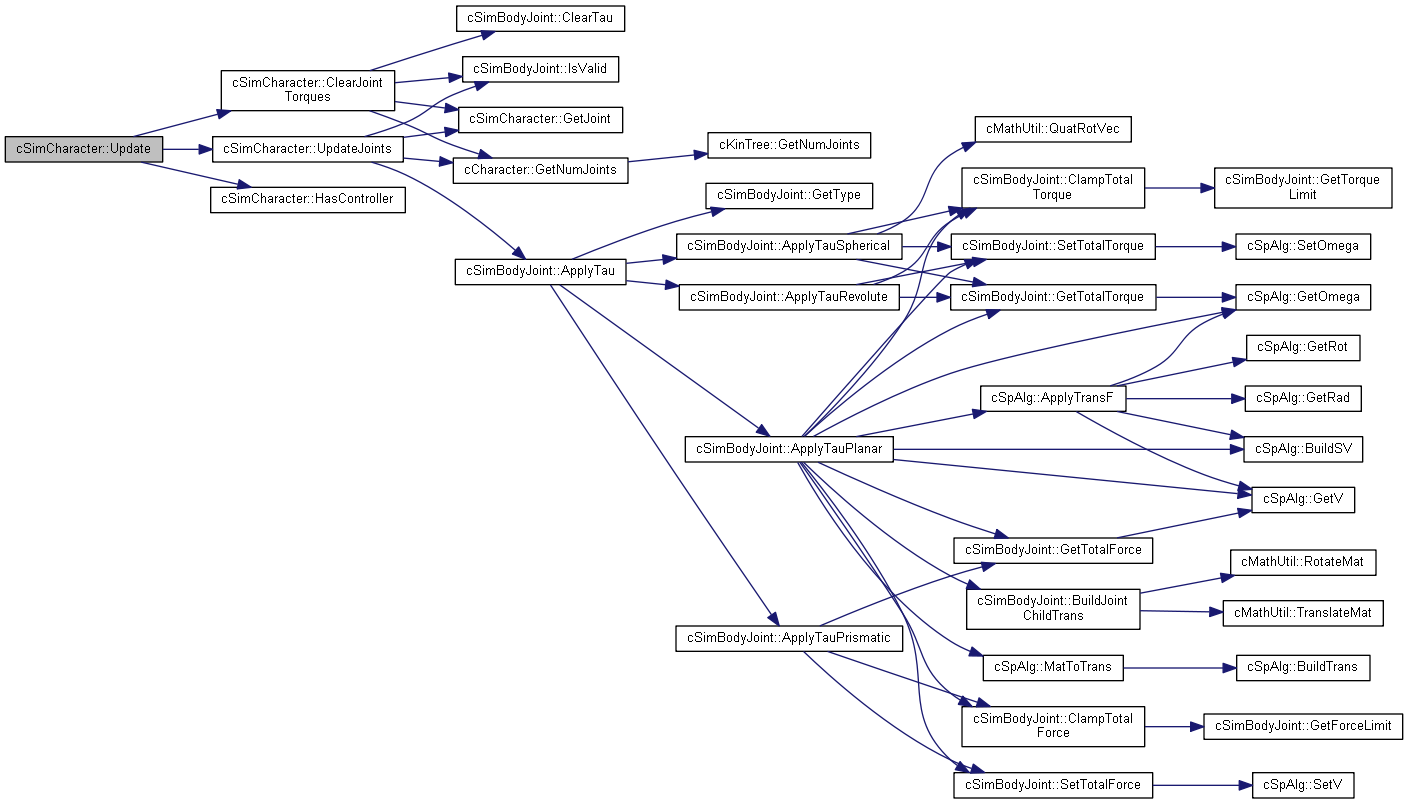 cSimCharacter::Update
cSimCharacter::ClearJoint
Torques
cSimCharacter::UpdateJoints
cSimCharacter::HasController
cSimBodyJoint::ClearTau
cSimBodyJoint::IsValid
cSimCharacter::GetJoint
cCharacter::GetNumJoints
cSimBodyJoint::ApplyTau
cKinTree::GetNumJoints
cSimBodyJoint::GetType
cSimBodyJoint::ApplyTauSpherical
cSimBodyJoint::ApplyTauRevolute
cSimBodyJoint::ApplyTauPlanar
cSimBodyJoint::ApplyTauPrismatic
cMathUtil::QuatRotVec
cSimBodyJoint::ClampTotal
Torque
cSimBodyJoint::SetTotalTorque
cSimBodyJoint::GetTotalTorque
cSpAlg::ApplyTransF
cSimBodyJoint::GetTotalForce
cSimBodyJoint::BuildJoint
ChildTrans
cSpAlg::MatToTrans
cSimBodyJoint::ClampTotal
Force
cSimBodyJoint::SetTotalForce
cSimBodyJoint::GetTorque
Limit
cSpAlg::SetOmega
cSpAlg::GetOmega
cSpAlg::GetRot
cSpAlg::GetRad
cSpAlg::BuildSV
cSpAlg::GetV
cMathUtil::RotateMat
cMathUtil::TranslateMat
cSpAlg::BuildTrans
cSimBodyJoint::GetForceLimit
cSpAlg::SetV